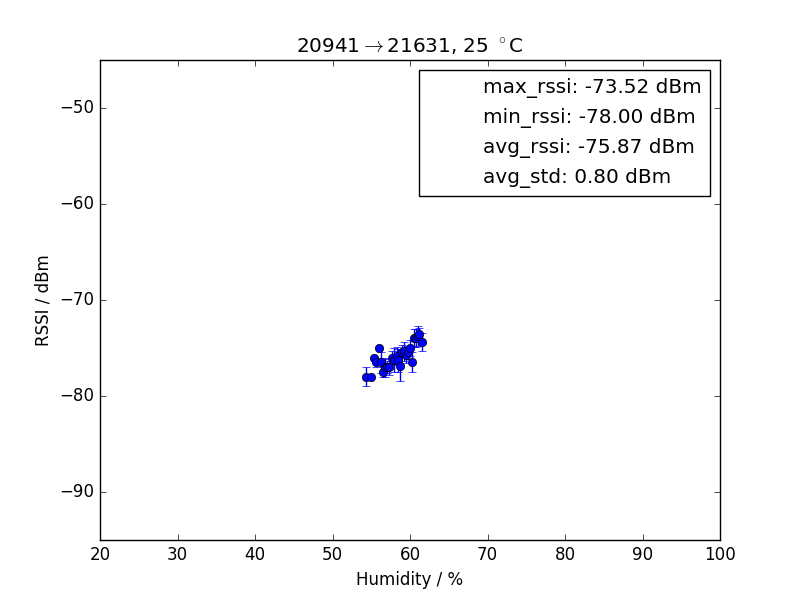 20941→21631, 25 °C
max_rssi: -73.52 dBm
min_rssi: -78.00 dBm
avg_rssi: -75.87 dBm
avg_std: 0.80 dBm
RSSI / dBm
−50
−60
−70
−80
−90
20 30 40 50 60 70 80 90 100
Humidity / %